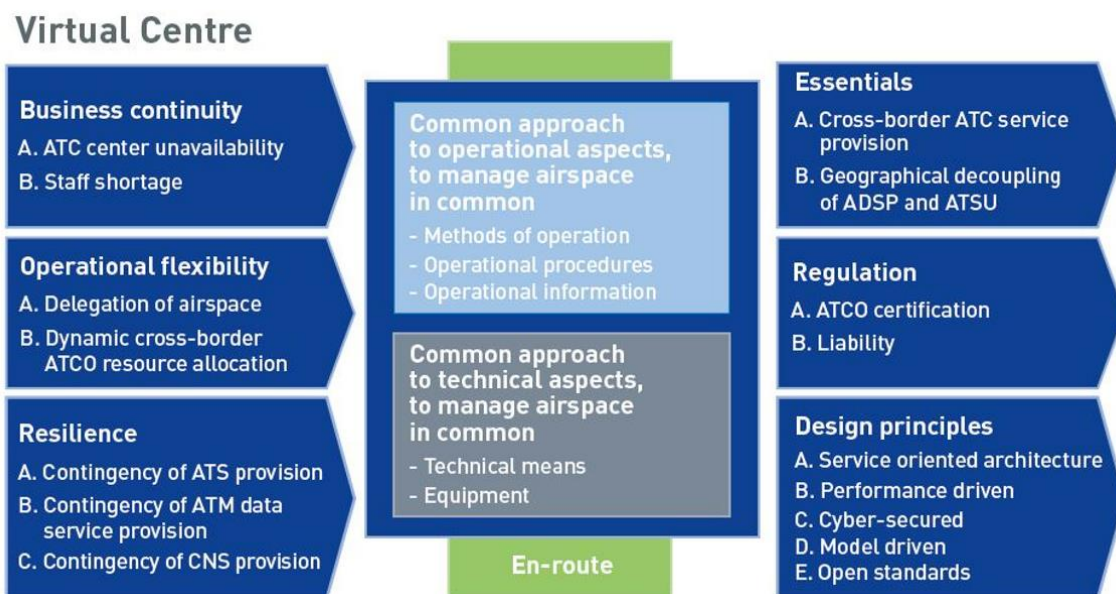 Virtual Centre
Business continuity
A. ATC center unavailability
B. Staff shortage
Operational flexibility
A. Delegation of airspace
B. Dynamic cross-border
ATCO resource allocation
Resilience
A. Contingency of ATS provision
B. Contingency of ATM data
service provision
C. Contingency of CNS provision
Common approach
to operational aspects,
to manage airspace
in common
- Methods of operation
- Operational procedures
- Operational information
Common approach
to technical aspects,
to manage airspace
in common
- Technical means
- Equipment
En-route
Essentials
A. Cross-border ATC service
provision
B. Geographical decoupling
of ADSP and ATSU
Regulation
A. ATCO certification
B. Liability
Design principles
A. Service oriented architecture
B. Performance driven
C. Cyber-secured
D. Model driven
E. Open standards